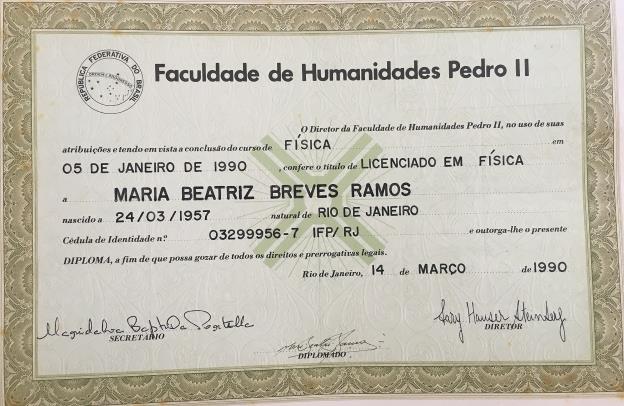 REPÚBLICA FEDERATIVA DO BRASIL
Faculdade de Humanidades Pedro II
O Diretor da Faculdade de Humanidades Pedro II, no uso de suas
atribuições e tendo em vista a conclusão do curso de FÍSICA em
05 DE JANEIRO DE 1990, confere o título de LICENCIADO EM FÍSICA
a MARIA BEATRIZ BREVES RAMOS
nascido a 24/03/1957 natural de RIO DE JANEIRO
Cédula de Identidade n.º 03299956-7 IFP/RJ e outorga-lhe o presente
DIPLOMA, a fim de que possa gozar de todos os direitos e prerrogativas legais.
Rio de Janeiro, 14 de MARÇO de 1990
SECRETÁRIO
DIPLOMADO
DIRETOR